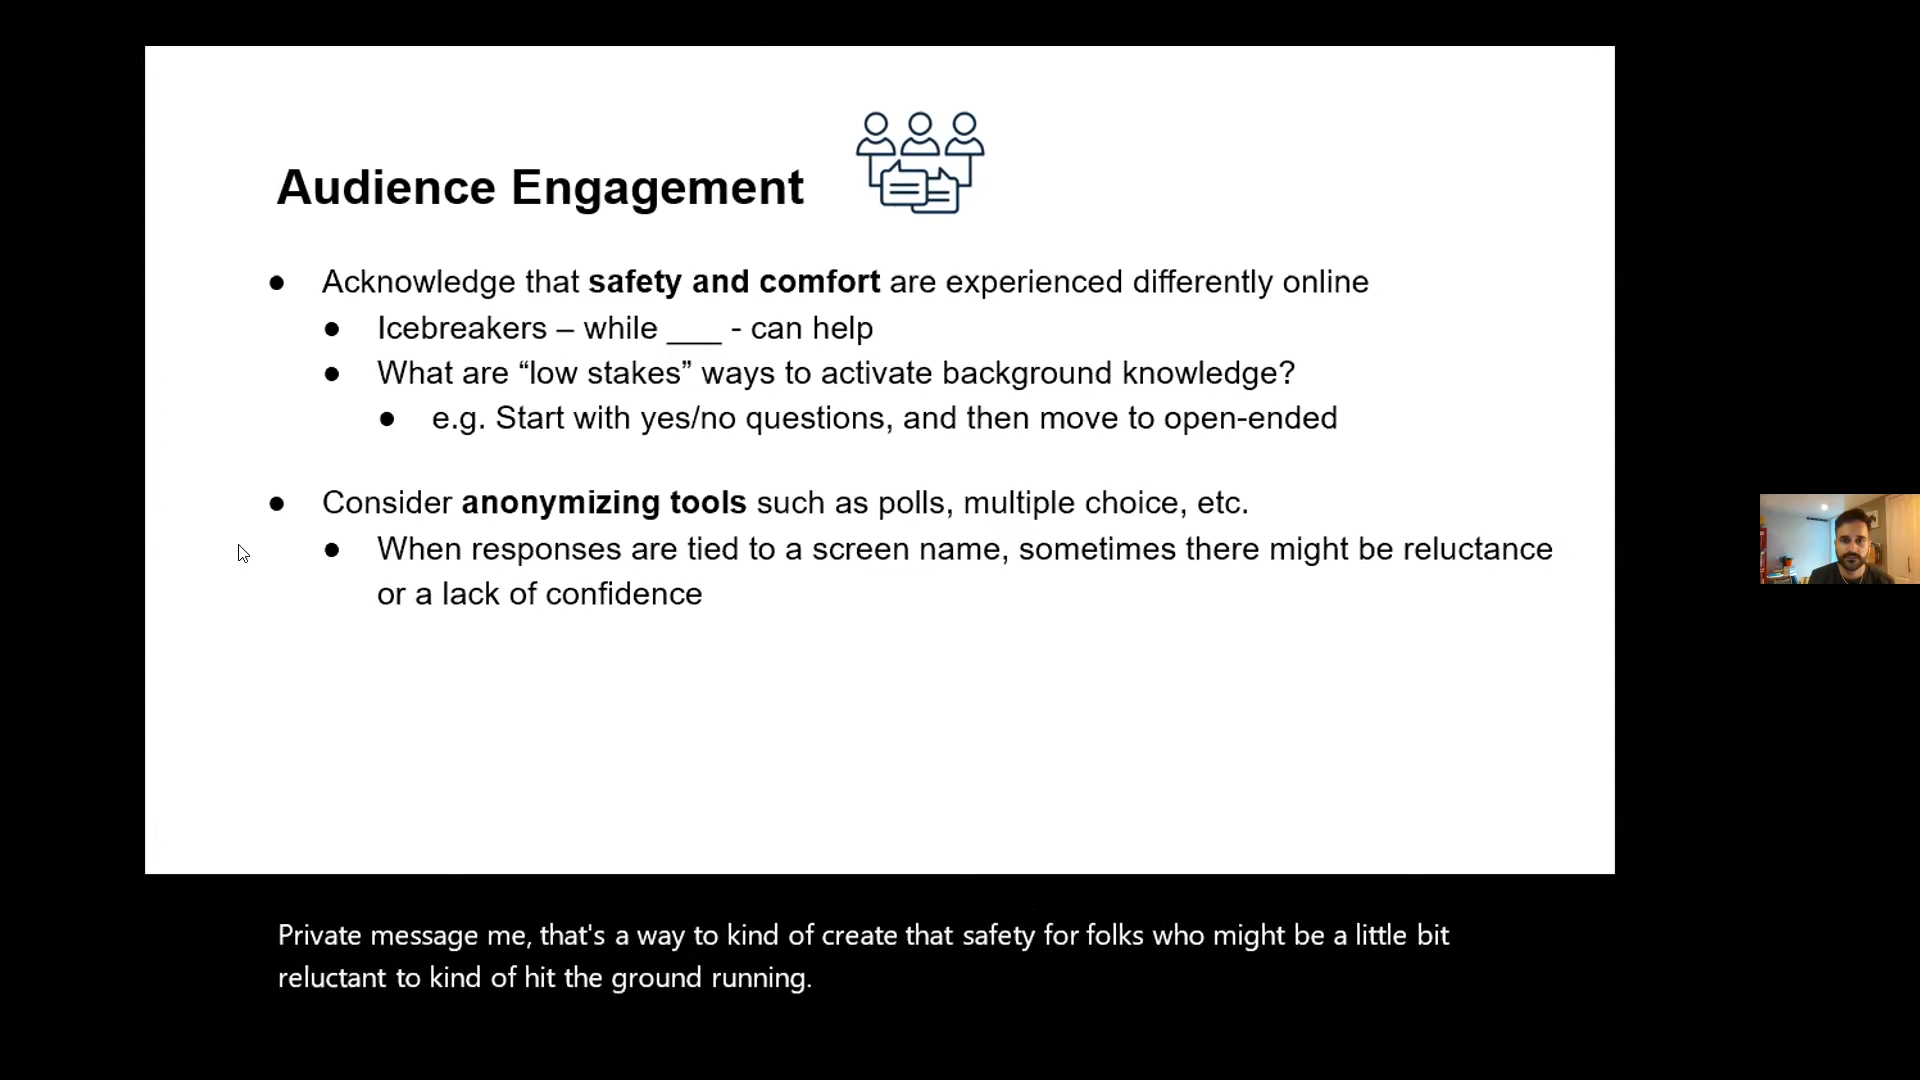 Audience Engagement
● Acknowledge that safety and comfort are experienced differently online
● Icebreakers – while ___ - can help
● What are “low stakes” ways to activate background knowledge?
● e.g. Start with yes/no questions, and then move to open-ended
● Consider anonymizing tools such as polls, multiple choice, etc.
● When responses are tied to a screen name, sometimes there might be reluctance
or a lack of confidence
Private message me, that's a way to kind of create that safety for folks who might be a little bit
reluctant to kind of hit the ground running.